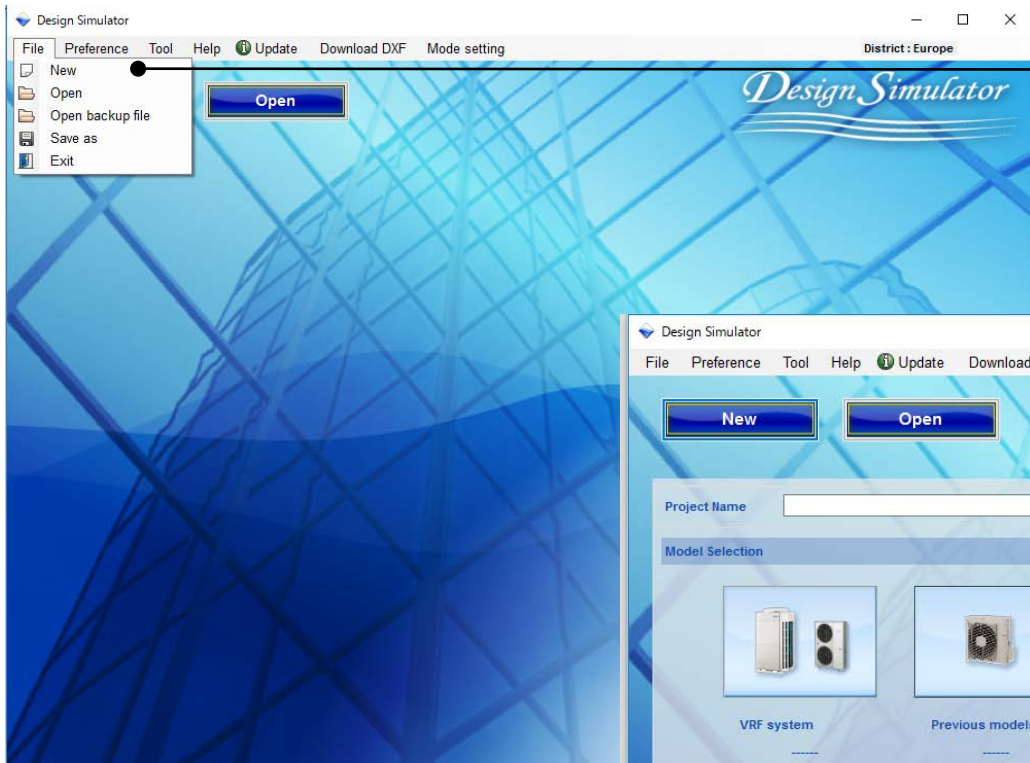 Design Simulator
File Preference Tool Help Update Download DXF Mode setting District : Europe
New
Open
Open backup file
Save as
Exit
Open
Design Simulator
Design Simulator
File Preference Tool Help Update Download
New Open
Project Name
Model Selection
VRF system Previous models
------ ------